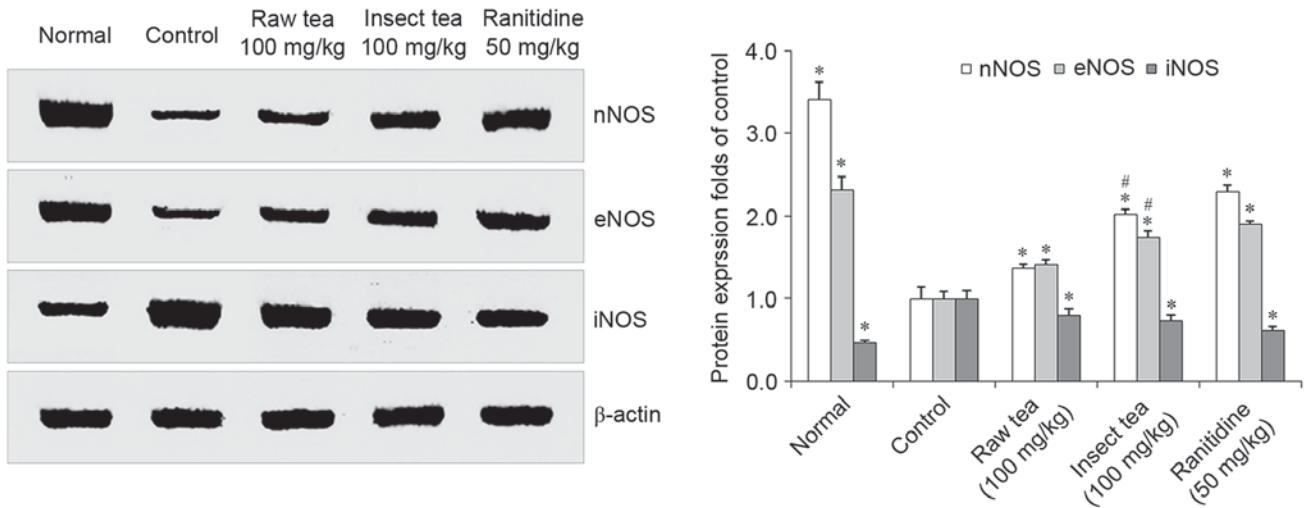 Normal
Control
Raw tea
100 mg/kg
Insect tea
100 mg/kg
Ranitidine
50 mg/kg
nNOS
eNOS
iNOS
β-actin
Protein exprssion folds of control
4.0
3.0
2.0
1.0
0.0
nNOS eNOS iNOS
*
*
*
*
*
*
#
*
#
*
*
*
*
*
Normal
Control
Raw tea
(100 mg/kg)
Insect tea
(100 mg/kg)
Ranitidine
(50 mg/kg)